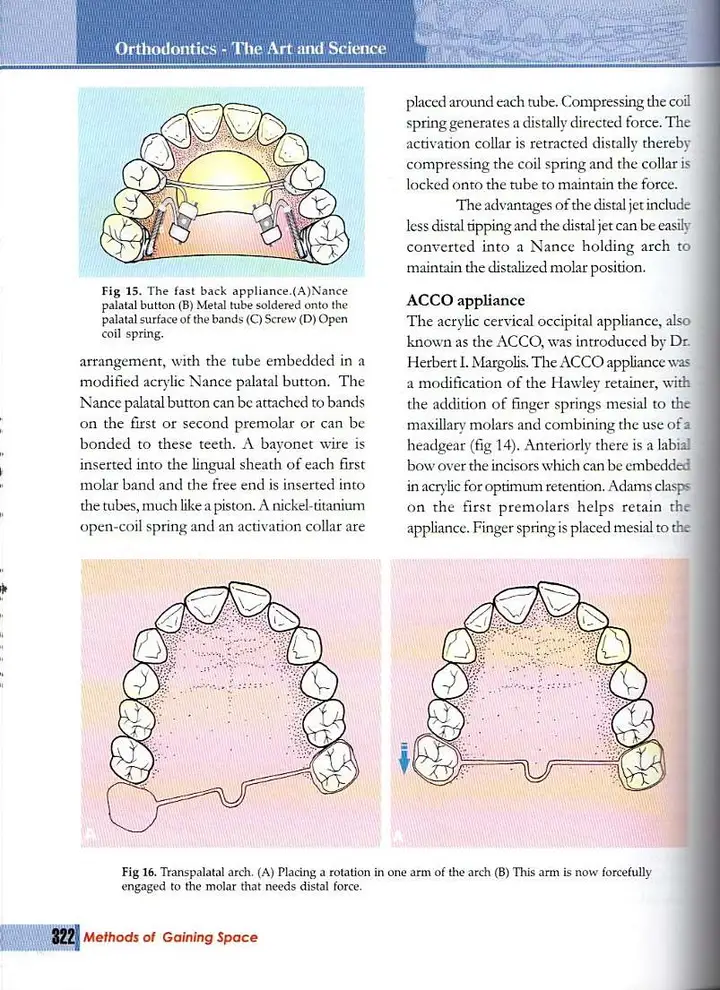 Orthodontics - The Art and Science
Fig 15. The fast back appliance.(A)Nance
palatal button (B) Metal tube soldered onto the
palatal surface of the bands (C) Screw (D) Open
coil spring.
arrangement, with the tube embedded in a
modified acrylic Nance palatal button. The
Nance palatal button can be attached to bands
on the first or second premolar or can be
bonded to these teeth. A bayonet wire is
inserted into the lingual sheath of each first
molar band and the free end is inserted into
the tubes, much like a piston. A nickel-titanium
open-coil spring and an activation collar are
placed around each tube. Compressing the coil
spring generates a distally directed force. The
activation collar is retracted distally thereby
compressing the coil spring and the collar is
locked onto the tube to maintain the force.
The advantages of the distal jet include
less distal tipping and the distal jet can be easily
converted into a Nance holding arch to
maintain the distalized molar position.
ACCO appliance
The acrylic cervical occipital appliance, also
known as the ACCO, was introduced by Dr.
Herbert I. Margolis. The ACCO appliance was
a modification of the Hawley retainer, with
the addition of finger springs mesial to the
maxillary molars and combining the use of a
headgear (fig 14). Anteriorly there is a labial
bow over the incisors which can be embedded
in acrylic for optimum retention. Adams clasps
on the first premolars helps retain the
appliance. Finger spring is placed mesial to the
A
A
Fig 16. Transpalatal arch. (A) Placing a rotation in one arm of the arch (B) This arm is now forcefully
engaged to the molar that needs distal force.
322 Methods of Gaining Space